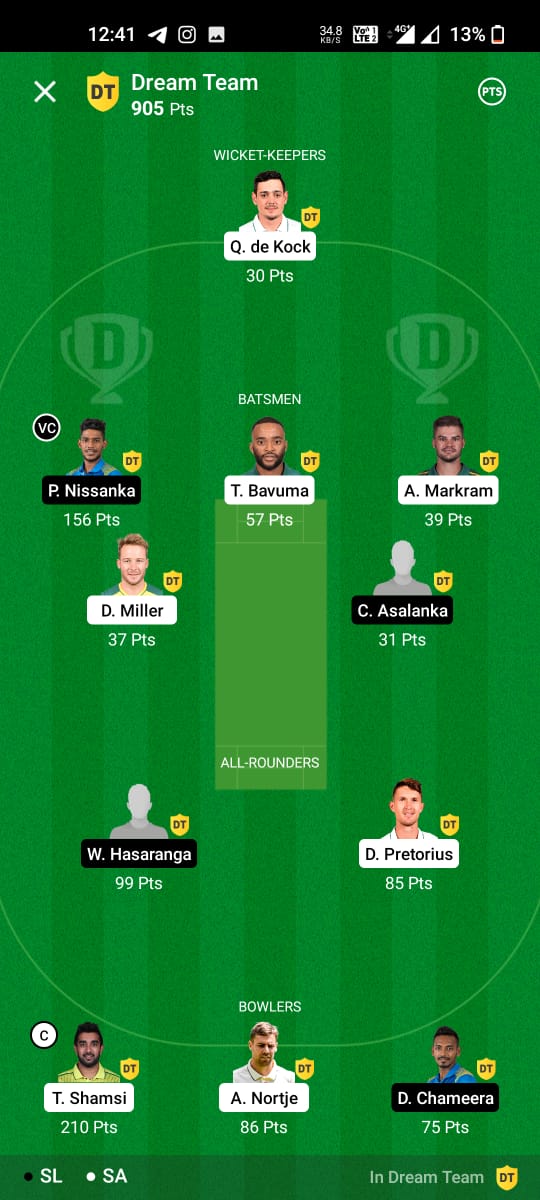 12:41 34.8 KB/S Vo¹⁾ 1 LTE 2 4G+ 13%
DT Dream Team
905 Pts
PTS
WICKET-KEEPERS
DT
Q. de Kock
30 Pts
BATSMEN
VC DT DT DT
P. Nissanka T. Bavuma A. Markram
156 Pts 57 Pts 39 Pts
DT DT
D. Miller C. Asalanka
37 Pts 31 Pts
ALL-ROUNDERS
DT DT
W. Hasaranga D. Pretorius
99 Pts 85 Pts
BOWLERS
C DT DT DT
T. Shamsi A. Nortje D. Chameera
210 Pts 86 Pts 75 Pts
SL SA In Dream Team DT